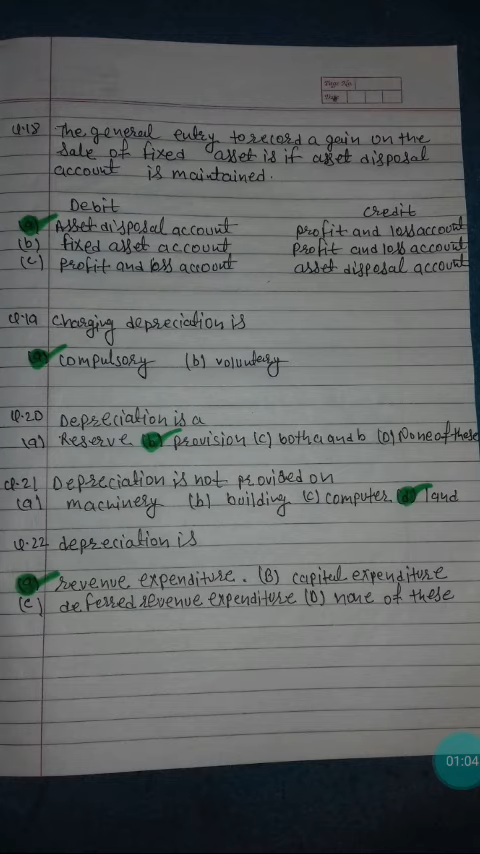 Page No.
Date
Q.18 The general entry to record a gain on the
sale of fixed asset is if asset disposal
account is maintained.
Debit credit
(a) Asset disposal account profit and loss account
(b) fixed asset account profit and loss account
(c) profit and loss account asset disposal account
Q.19 Charging depreciation is
(a) compulsory (b) voluntary
Q.20 Depreciation is a
(a) Reserve (b) provision (c) both a and b (D) None of these
Q.21 Depreciation is not provided on
(a) machinery (b) building (c) computer (d) land
Q.22 depreciation is
(a) revenue expenditure. (B) capital expenditure
(c) deferred revenue expenditure (D) none of these
01:04